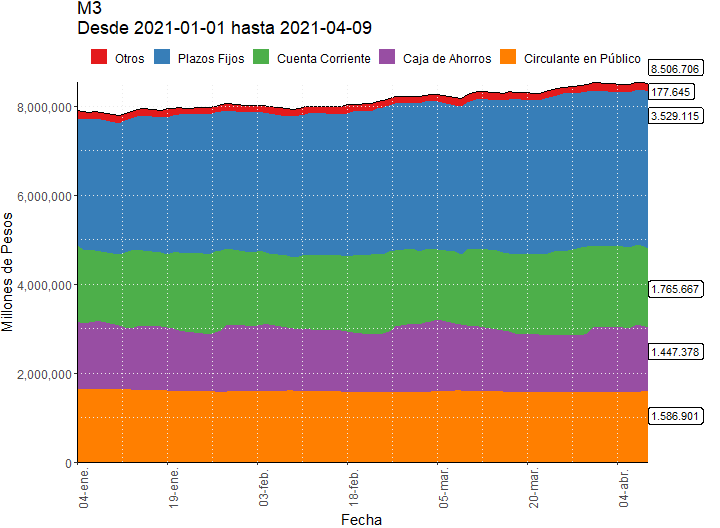 M3
Desde 2021-01-01 hasta 2021-04-09
Otros Plazos Fijos Cuenta Corriente Caja de Ahorros Circulante en Público
8.506.706
177.645
3.529.115
1.765.667
1.447.378
1.586.901
8,000,000
6,000,000
4,000,000
2,000,000
0
Millones de Pesos
04-ene.
19-ene.
03-feb.
18-feb.
05-mar.
20-mar.
04-abr.
Fecha